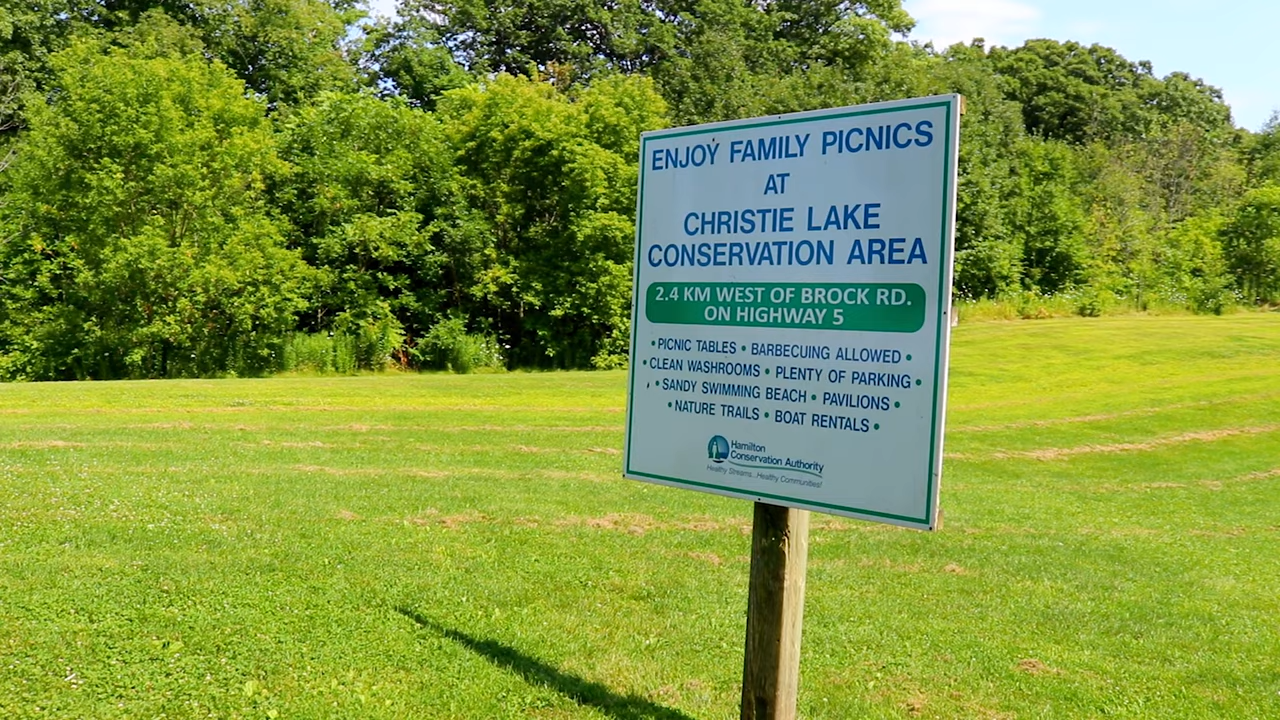 ENJOY FAMILY PICNICS
AT
CHRISTIE LAKE
CONSERVATION AREA
2.4 KM WEST OF BROCK RD.
ON HIGHWAY 5
• PICNIC TABLES • BARBECUING ALLOWED •
• CLEAN WASHROOMS • PLENTY OF PARKING •
• SANDY SWIMMING BEACH • PAVILIONS •
• NATURE TRAILS • BOAT RENTALS •
Hamilton
Conservation Authority
Healthy Streams...Healthy Communities!